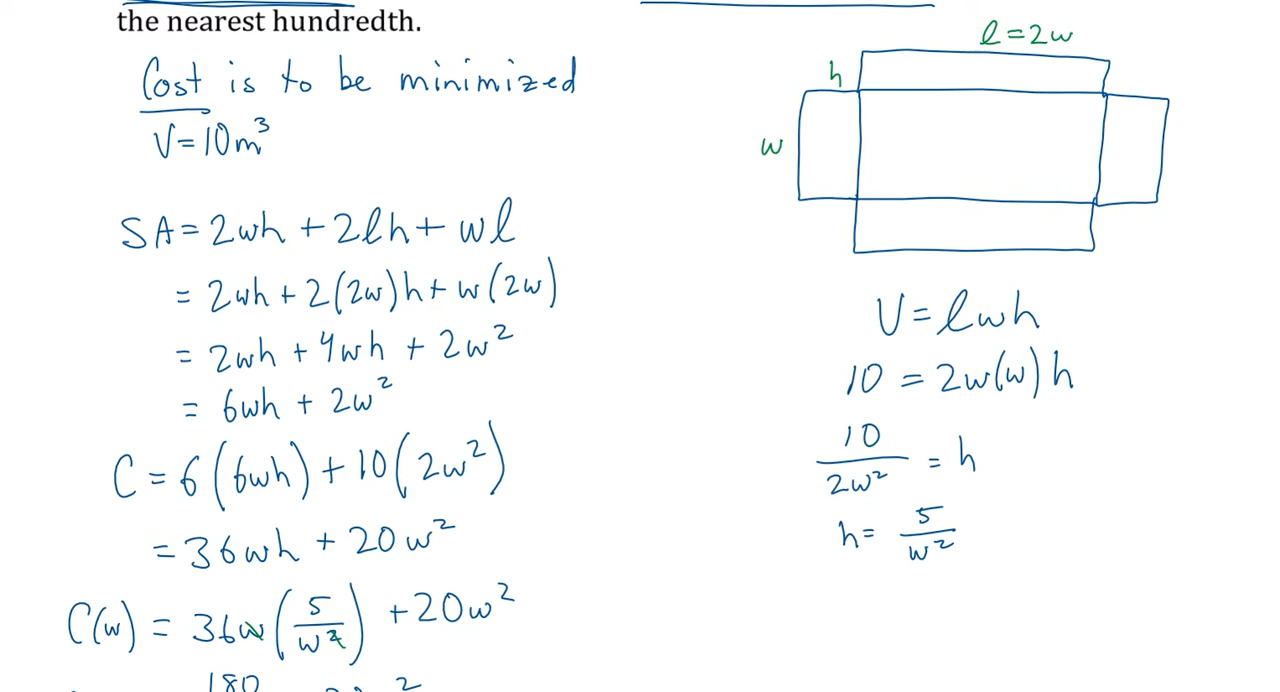 the nearest hundredth.
Cost is to be minimized
V=10m³
SA = 2wh + 2lh + wl
= 2wh + 2(2w)h + w(2w)
= 2wh + 4wh + 2w²
= 6wh + 2w²
C = 6(6wh) + 10(2w²)
= 36wh + 20w²
C(w) = 36w(5/w²) + 20w²
180
2
l=2w
h
w
V = lwh
10 = 2w(w)h
10/2w² = h
h = 5/w²